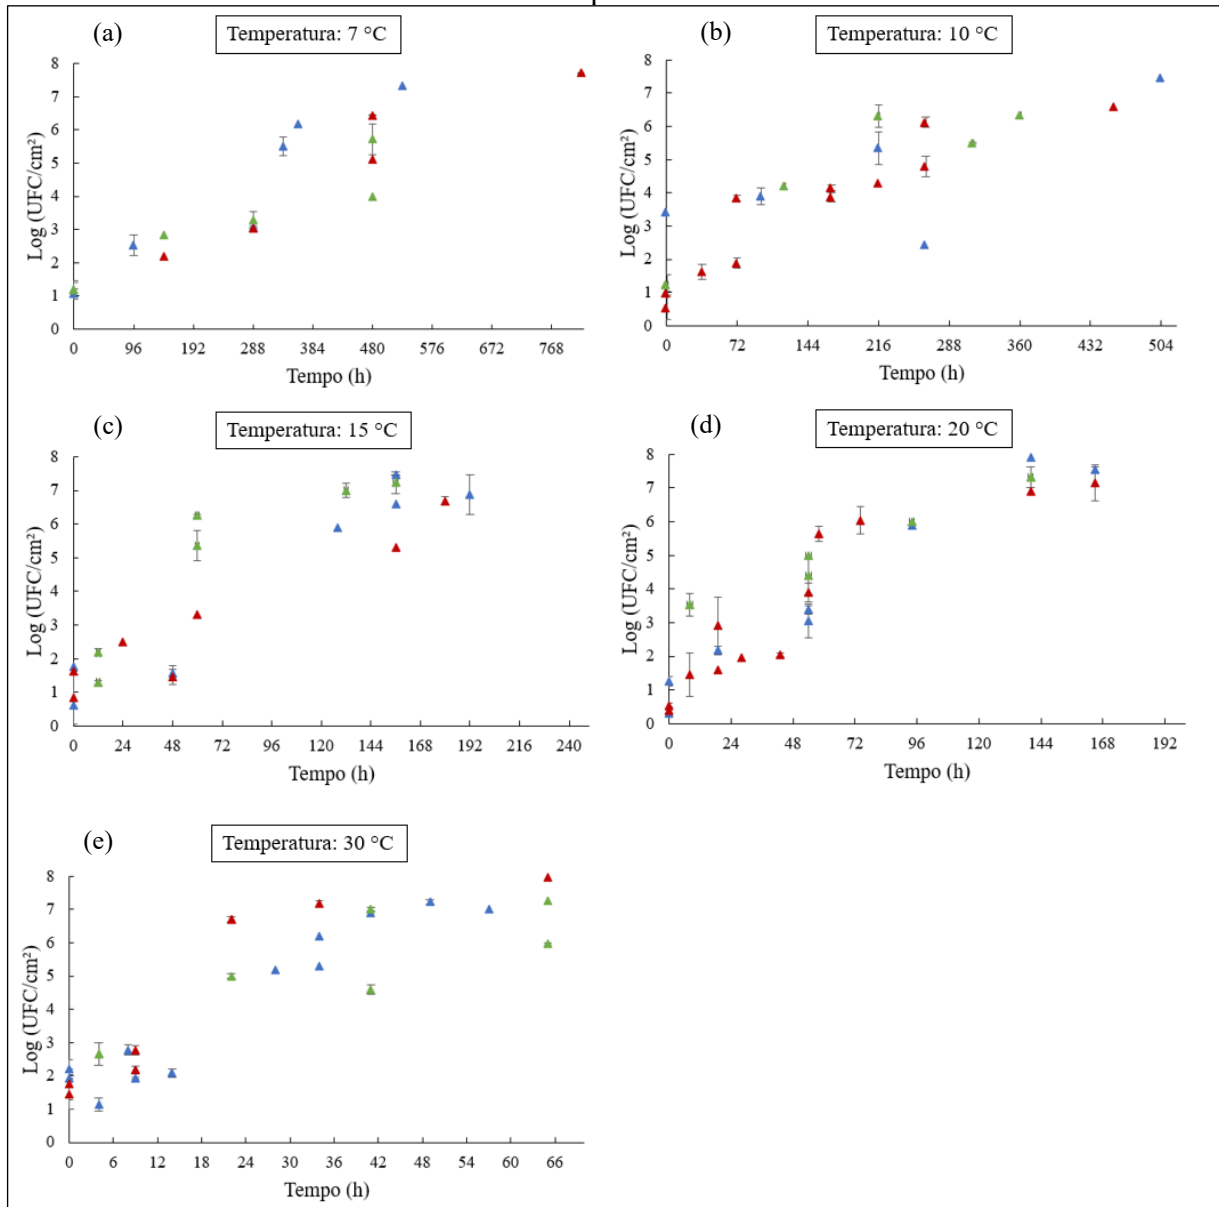 (a)
Temperatura: 7 °C
8
7
6
5
4
3
2
1
0
Log (UFC/cm²)
0 96 192 288 384 480 576 672 768
Tempo (h)
(b)
Temperatura: 10 °C
8
7
6
5
4
3
2
1
0
Log (UFC/cm²)
0 72 144 216 288 360 432 504
Tempo (h)
(c)
Temperatura: 15 °C
8
7
6
5
4
3
2
1
0
Log (UFC/cm²)
0 24 48 72 96 120 144 168 192 216 240
Tempo (h)
(d)
Temperatura: 20 °C
8
7
6
5
4
3
2
1
0
Log (UFC/cm²)
0 24 48 72 96 120 144 168 192
Tempo (h)
(e)
Temperatura: 30 °C
8
7
6
5
4
3
2
1
0
Log (UFC/cm²)
0 6 12 18 24 30 36 42 48 54 60 66
Tempo (h)